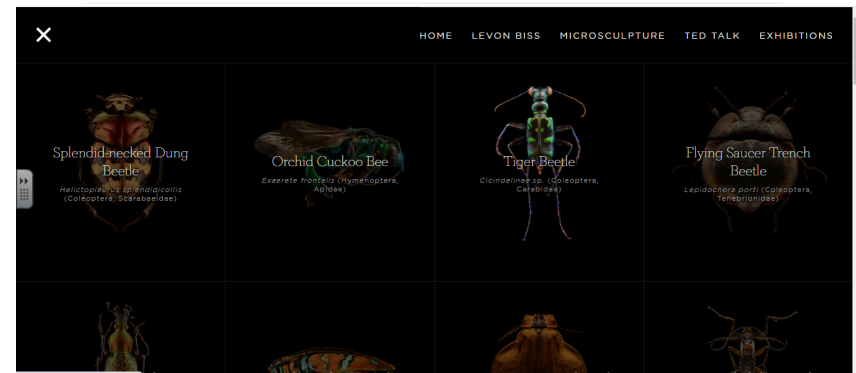 HOME LEVON BISS MICROSCULPTURE TED TALK EXHIBITIONS
Splendid-necked Dung
Beetle
Helictopleurus splendidicollis
(Coleoptera, Scarabaeidae)
Orchid Cuckoo Bee
Exaerete frontalis (Hymenoptera,
Apidae)
Tiger Beetle
Cicindelinae sp. (Coleoptera,
Carabidae)
Flying Saucer Trench
Beetle
Lepidochora porti (Coleoptera,
Tenebrionidae)